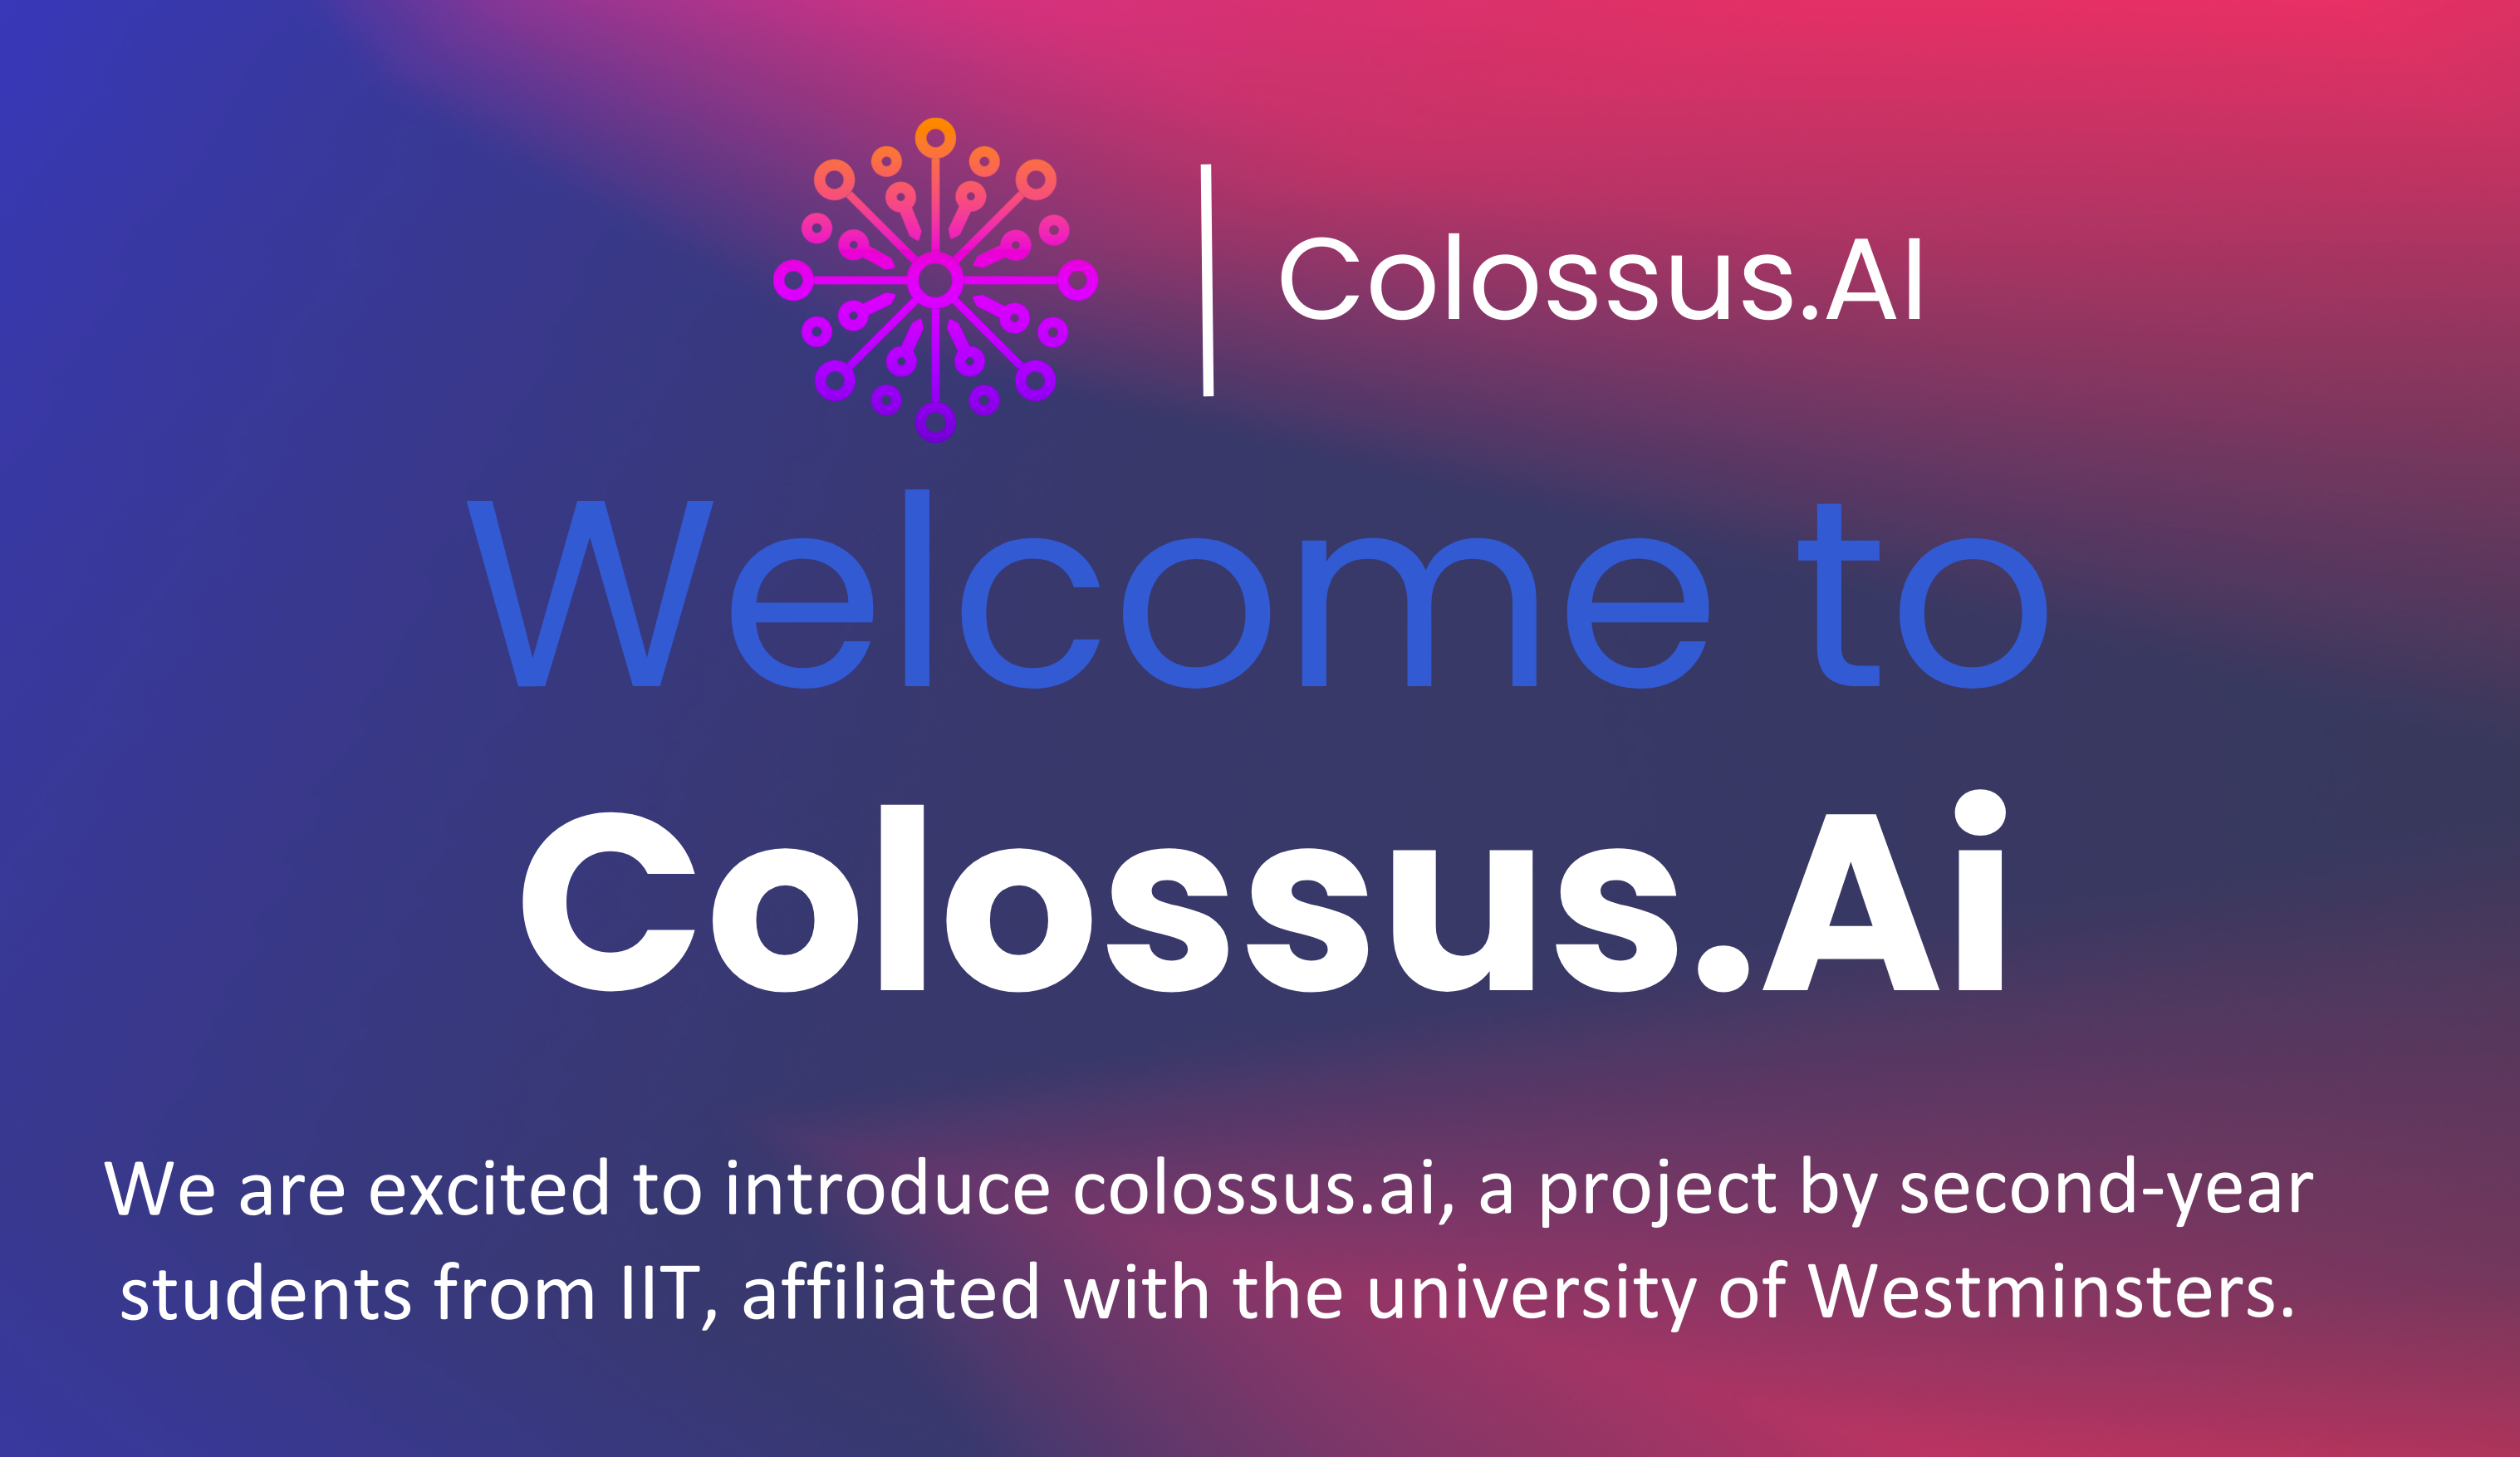 Colossus.AI
Welcome to
Colossus.Ai
We are excited to introduce colossus.ai, a project by second-year
students from IIT, affiliated with the university of Westminsters.